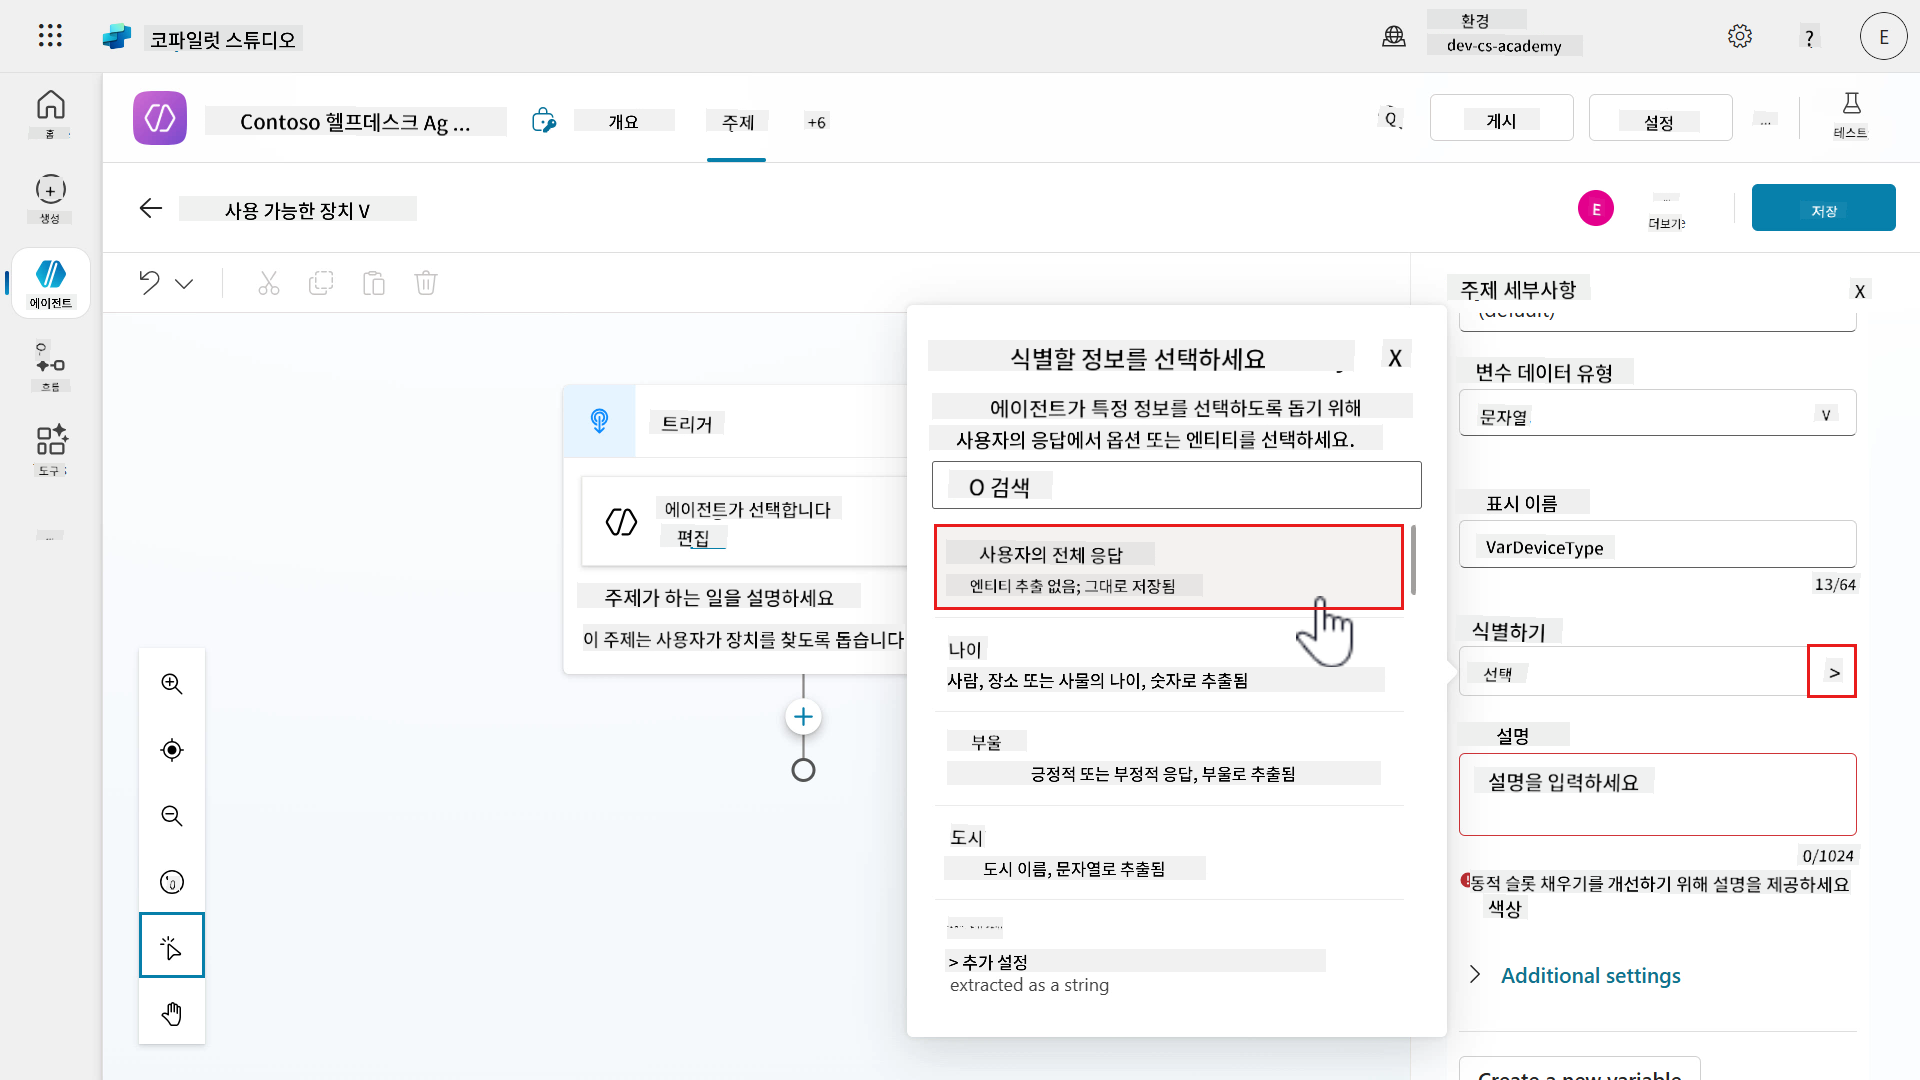 코파일럿 스튜디오
환경
dev-cs-academy
?
E
홈
생성
에이전트
흐름
도구
...
Contoso 헬프데스크 Ag ...
개요
주제
+6
게시
설정
...
테스트
사용 가능한 장치 V
E
더보기
저장
트리거
에이전트가 선택합니다
편집
주제가 하는 일을 설명하세요
이 주제는 사용자가 장치를 찾도록 돕습니다
식별할 정보를 선택하세요
X
에이전트가 특정 정보를 선택하도록 돕기 위해
사용자의 응답에서 옵션 또는 엔티티를 선택하세요.
O 검색
사용자의 전체 응답
엔티티 추출 없음; 그대로 저장됨
나이
사람, 장소 또는 사물의 나이, 숫자로 추출됨
부울
긍정적 또는 부정적 응답, 부울로 추출됨
도시
도시 이름, 문자열로 추출됨
> 추가 설정
extracted as a string
주제 세부사항
X
(default)
변수 데이터 유형
문자열
V
표시 이름
VarDeviceType
13/64
식별하기
선택
>
설명
설명을 입력하세요
0/1024
동적 슬롯 채우기를 개선하기 위해 설명을 제공하세요
색상
Additional settings
Create a new variable